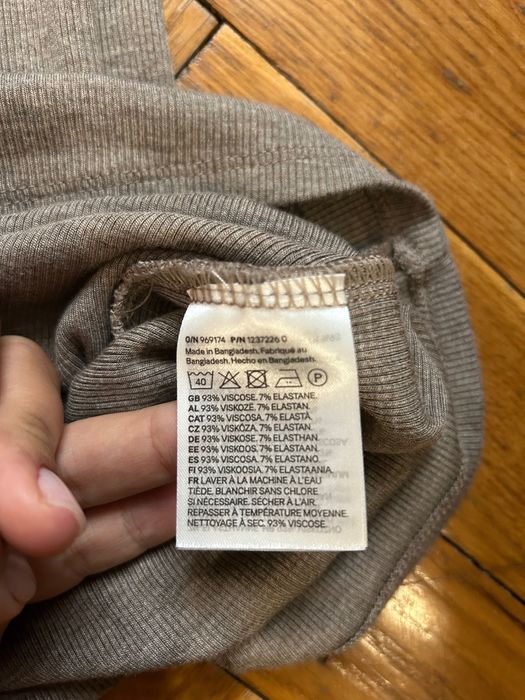 O/N 969174 P/N 1237226 0
Made in Bangladesh. Fabriqué au
Bangladesh. Hecho en Bangladesh.
40 P
GB 93% VISCOSE. 7% ELASTANE.
AL 93% VISKOZË. 7% ELASTAN.
CAT 93% VISCOSA. 7% ELASTÀ.
CZ 93% VISKÓZA. 7% ELASTAN.
DE 93% VISKOSE. 7% ELASTHAN.
EE 93% VISKOOS. 7% ELASTAAN.
ES 93% VISCOSA. 7% ELASTANO.
FI 93% VISKOOSIA. 7% ELASTAANIA.
FR LAVER À LA MACHINE À L'EAU
TIÈDE. BLANCHIR SANS CHLORE
SI NÉCESSAIRE. SÉCHER À L'AIR.
REPASSER À TEMPÉRATURE MOYENNE.
NETTOYAGE À SEC. 93% VISCOSE.